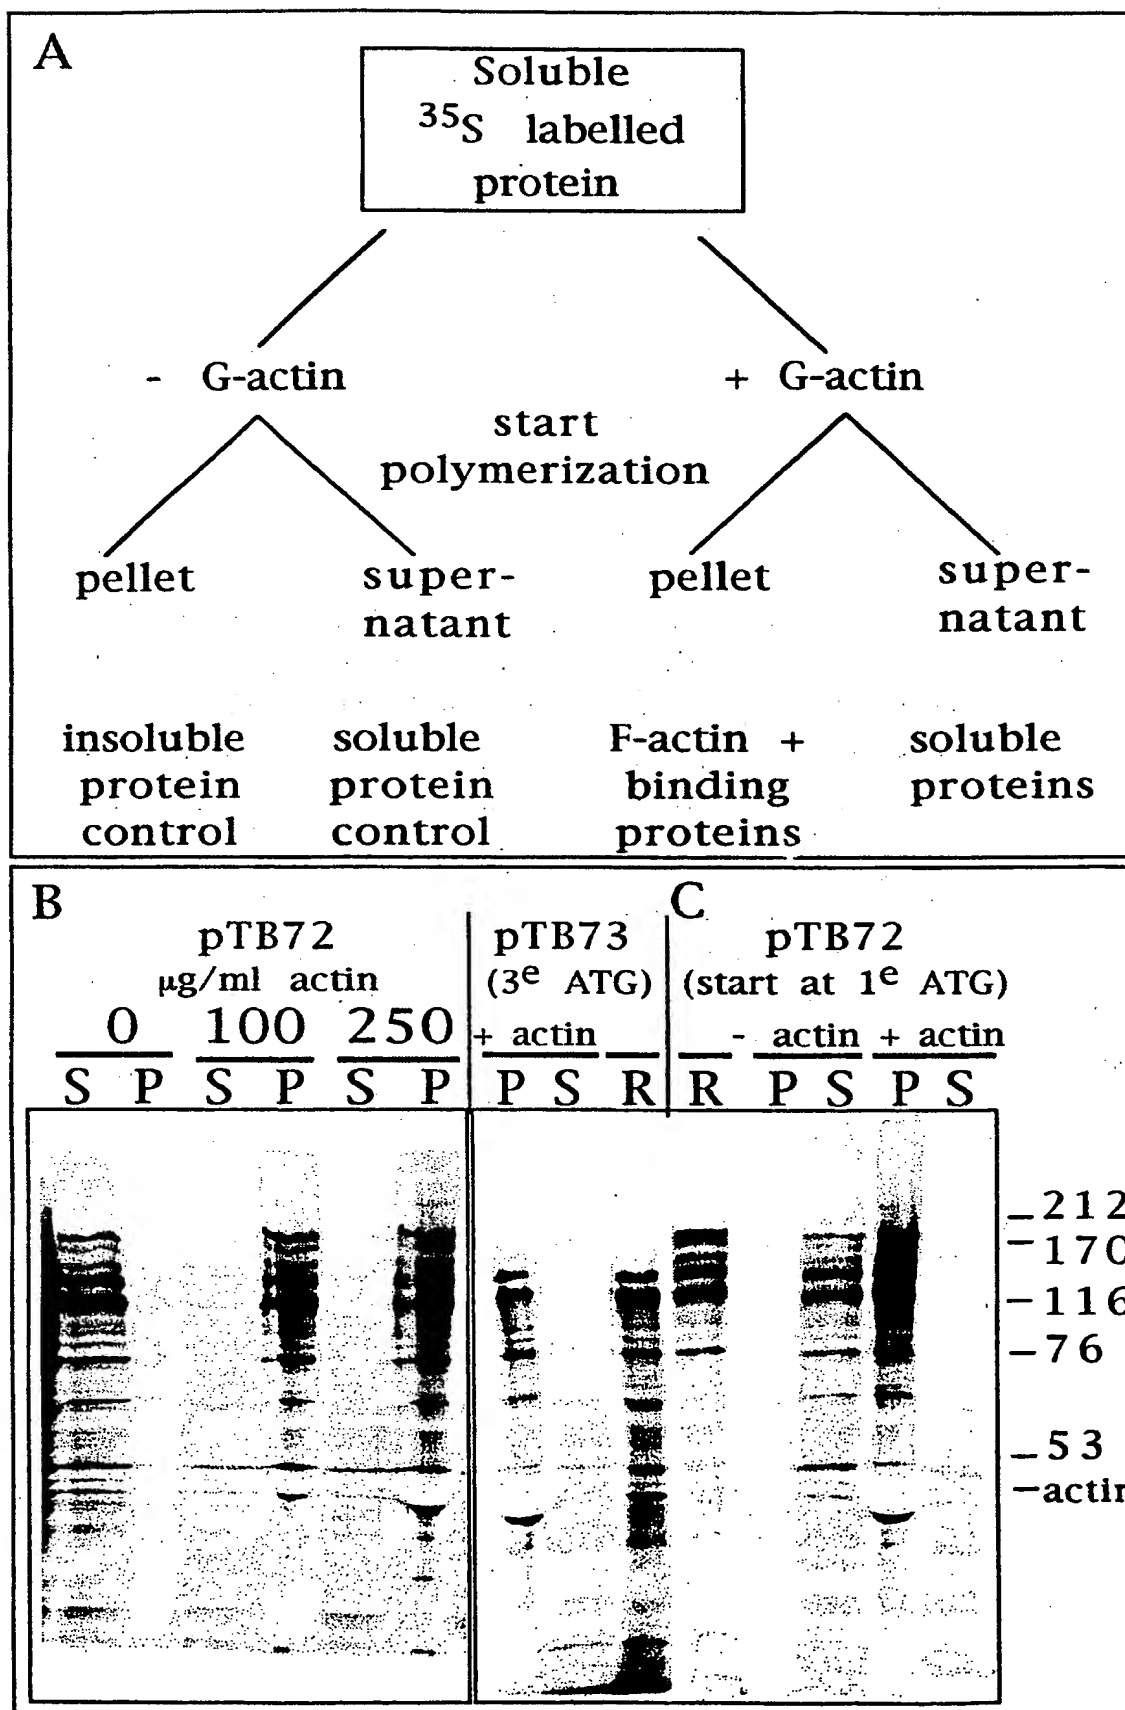 A
Soluble
³⁵S labelled
protein
- G-actin
+ G-actin
start
polymerization
pellet
super-
natant
pellet
super-
natant
insoluble
protein
control
soluble
protein
control
F-actin +
binding
proteins
soluble
proteins
B
pTB72
µg/ml actin
0 100 250
S P S P S P
pTB73
(3ᵉ ATG)
+ actin
P S R
C
pTB72
(start at 1ᵉ ATG)
- actin + actin
R P S P S
212
170
116
76
53
actin